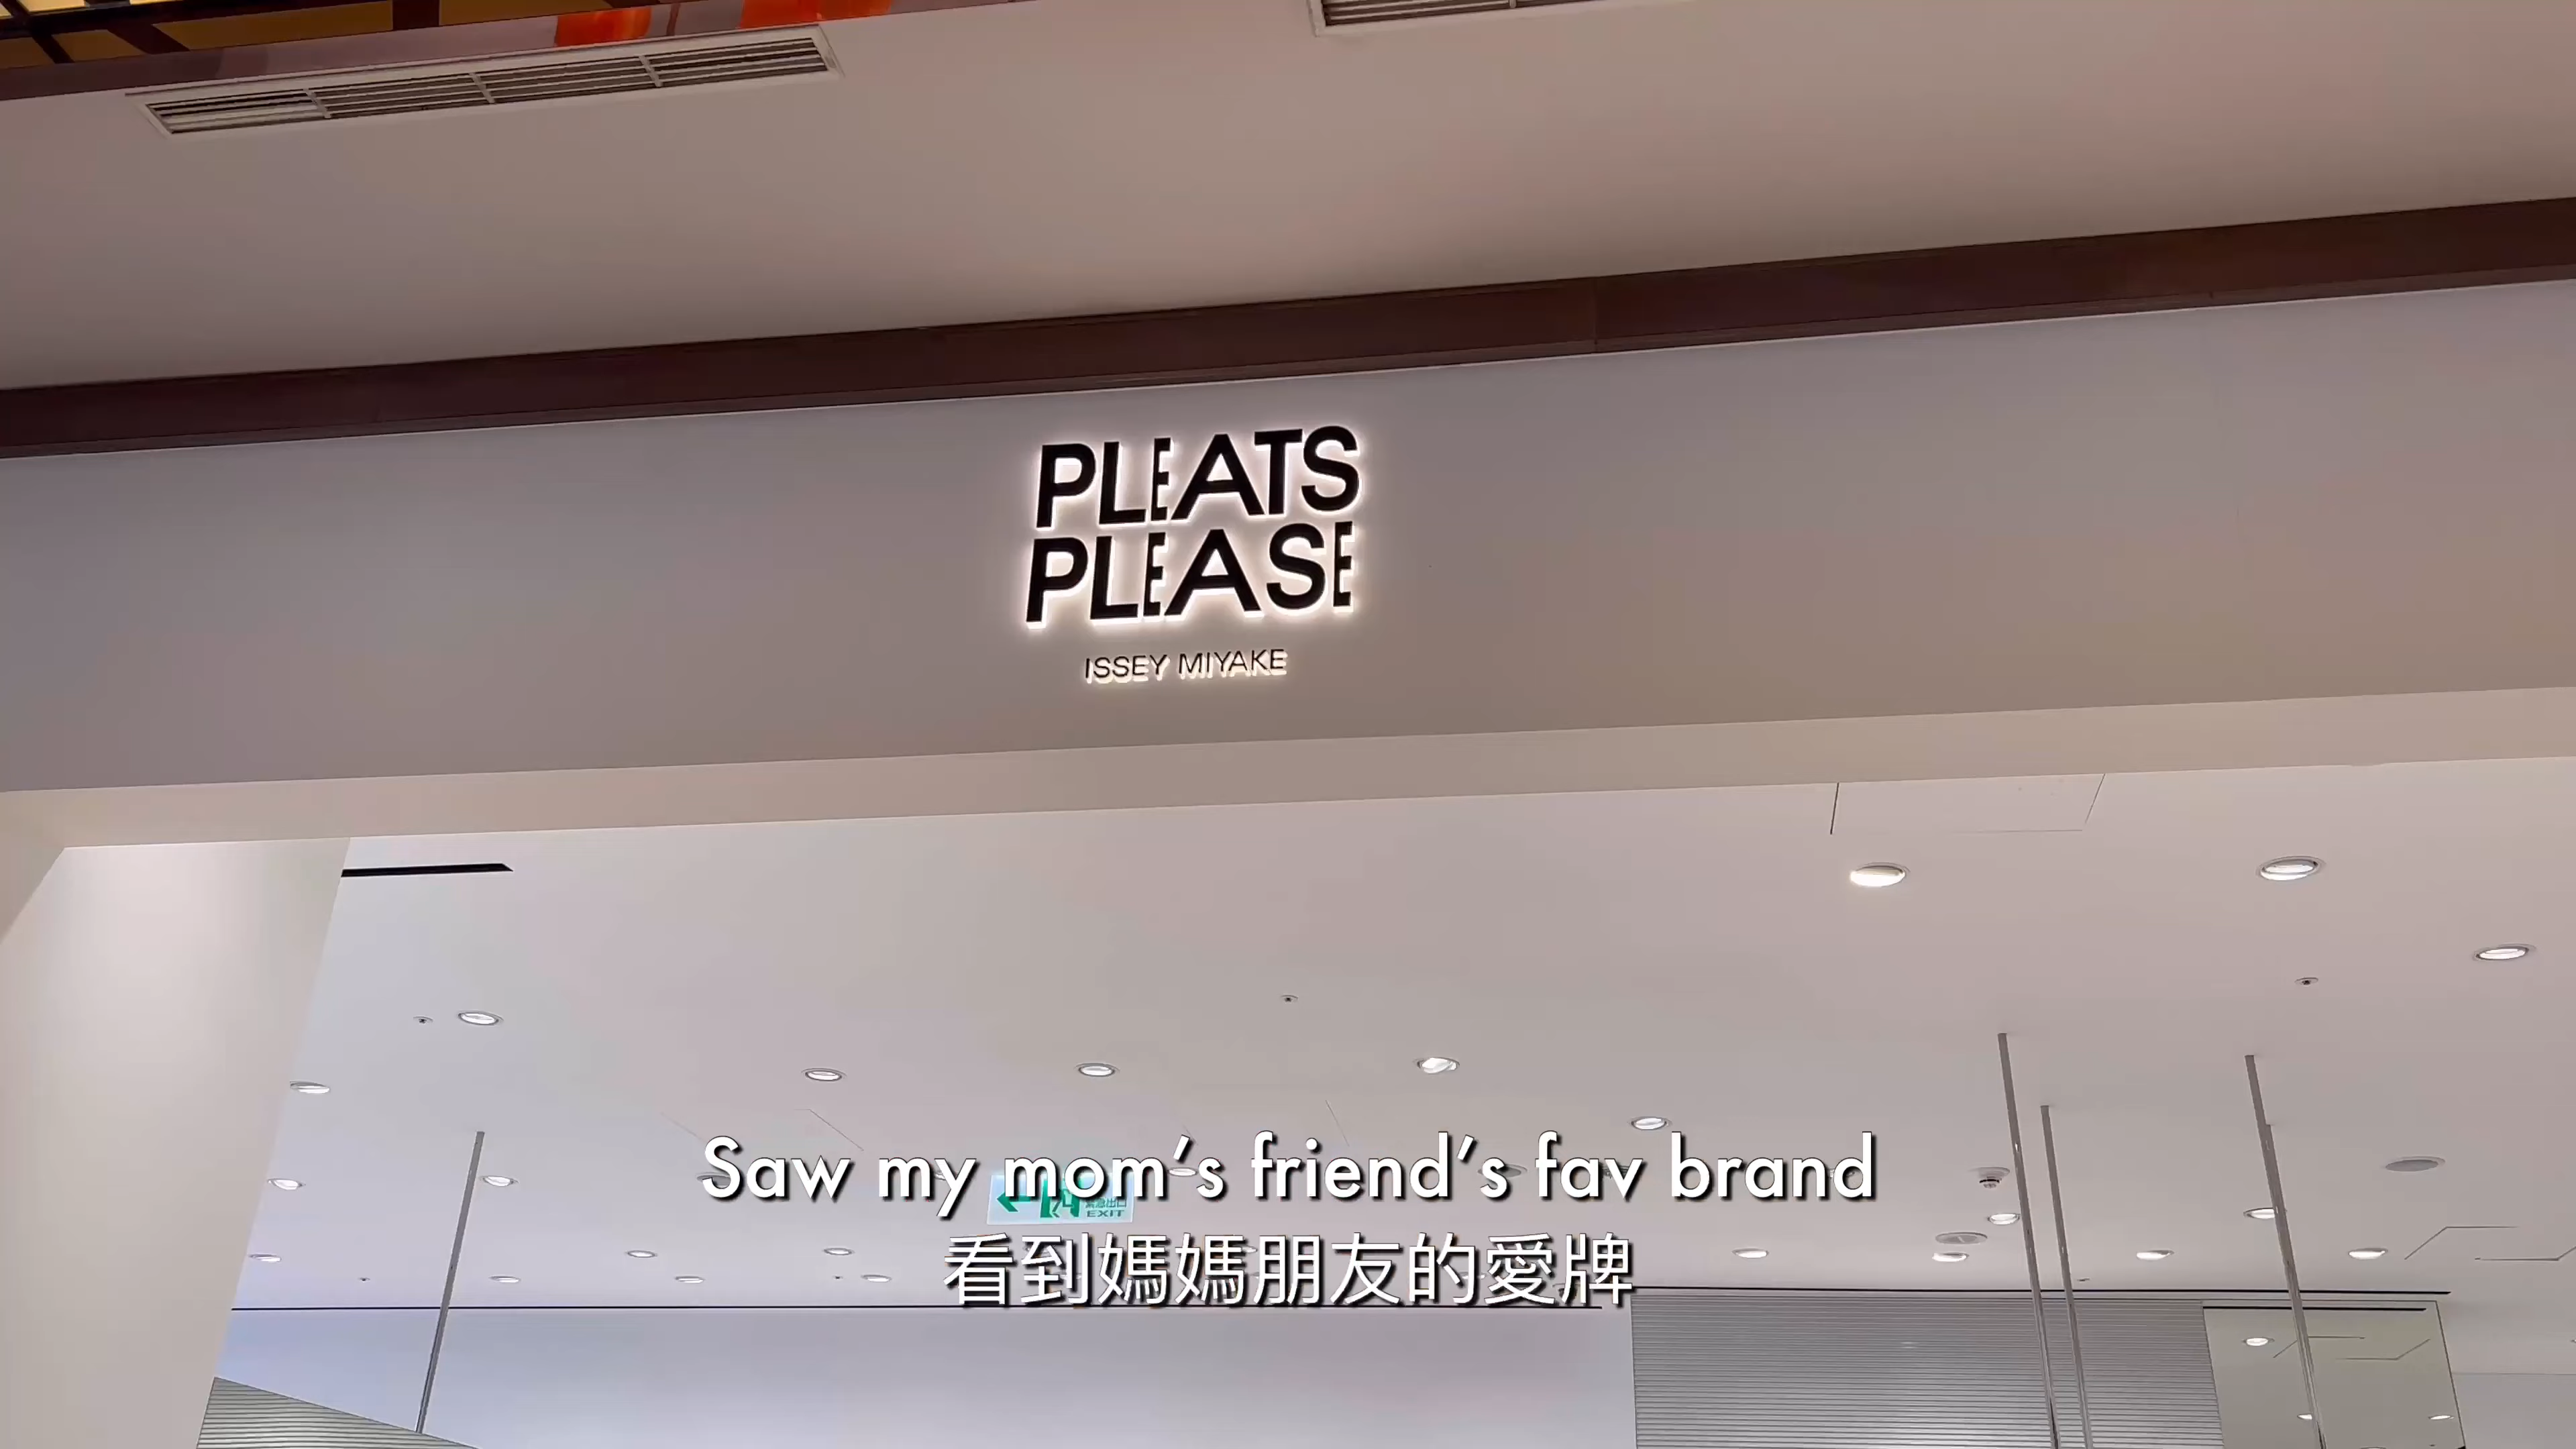 PLEATS
PLEASE
ISSEY MIYAKE
Saw my mom's friend's fav brand
EXIT
看到媽媽朋友的愛牌